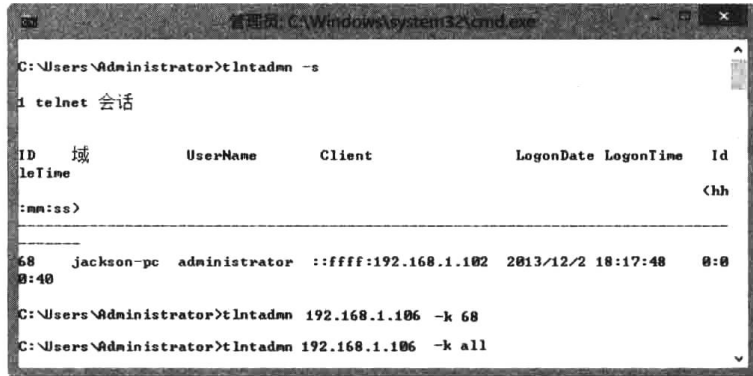 管理员: C:\Windows\system32\cmd.exe
C:\Users\Administrator>tlntadmn -s
1 telnet 会话
ID 域 UserName Client LogonDate LogonTime Id
leTime
(hh
:mm:ss)
--------------------------------------------------------------------------------
-------
68 jackson-pc administrator ::ffff:192.168.1.102 2013/12/2 18:17:48 0:0
0:40
C:\Users\Administrator>tlntadmn 192.168.1.106 -k 68
C:\Users\Administrator>tlntadmn 192.168.1.106 -k all